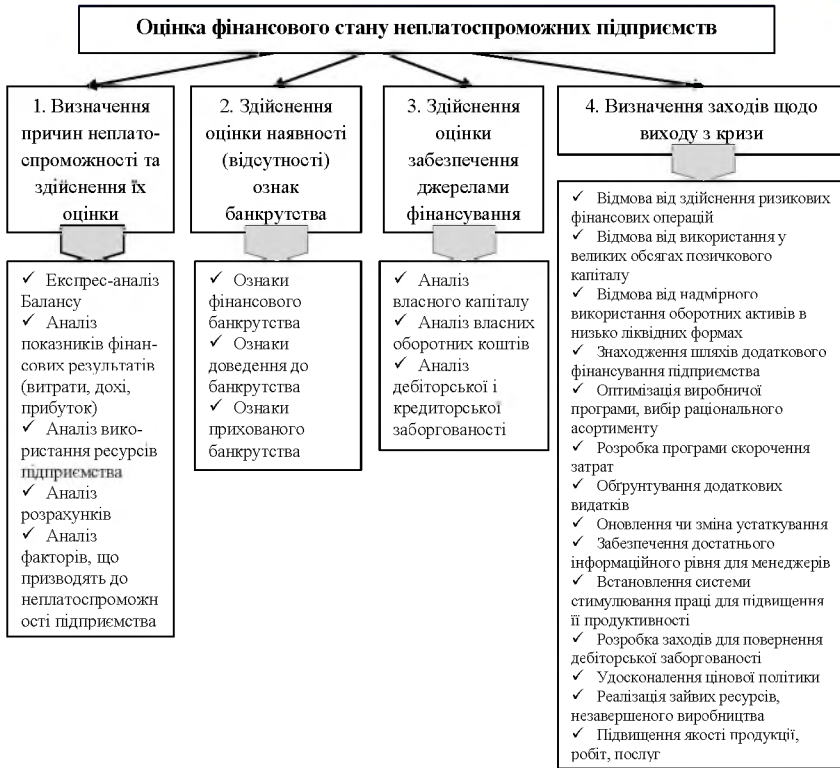 Оцінка фінансового стану неплатоспроможних підприємств
1. Визначення
причин неплато-
спроможності та
здійснення їх
оцінки
✓ Експрес-аналіз
Балансу
✓ Аналіз
показників фінан-
сових результатів
(витрати, дохі,
прибуток)
✓ Аналіз вико-
ристання ресурсів
підприємства
✓ Аналіз
розрахунків
✓ Аналіз
факторів, що
призводять до
неплатоспроможн
ості підприємства
2. Здійснення
оцінки наявності
(відсутності)
ознак
банкрутства
✓ Ознаки
фінансового
банкрутства
✓ Ознаки
доведення до
банкрутства
✓ Ознаки
прихованого
банкрутства
3. Здійснення
оцінки
забезпечення
джерелами
фінансування
✓ Аналіз
власного капіталу
✓ Аналіз власних
оборотних коштів
✓ Аналіз
дебіторської і
кредиторської
заборгованості
4. Визначення заходів щодо
виходу з кризи
✓ Відмова від здійснення ризикових
фінансових операцій
✓ Відмова від використання у
великих обсягах позичкового
капіталу
✓ Відмова від надмірного
використання оборотних активів в
низько ліквідних формах
✓ Знаходження шляхів додаткового
фінансування підприємства
✓ Оптимізація виробничої
програми, вибір раціонального
асортименту
✓ Розробка програми скорочення
затрат
✓ Обґрунтування додаткових
видатків
✓ Оновлення чи зміна устаткування
✓ Забезпечення достатнього
інформаційного рівня для менеджерів
✓ Встановлення системи
стимулювання праці для підвищення
її продуктивності
✓ Розробка заходів для повернення
дебіторської заборгованості
✓ Удосконалення цінової політики
✓ Реалізація зайвих ресурсів,
незавершеного виробництва
✓ Підвищення якості продукції,
робіт, послуг